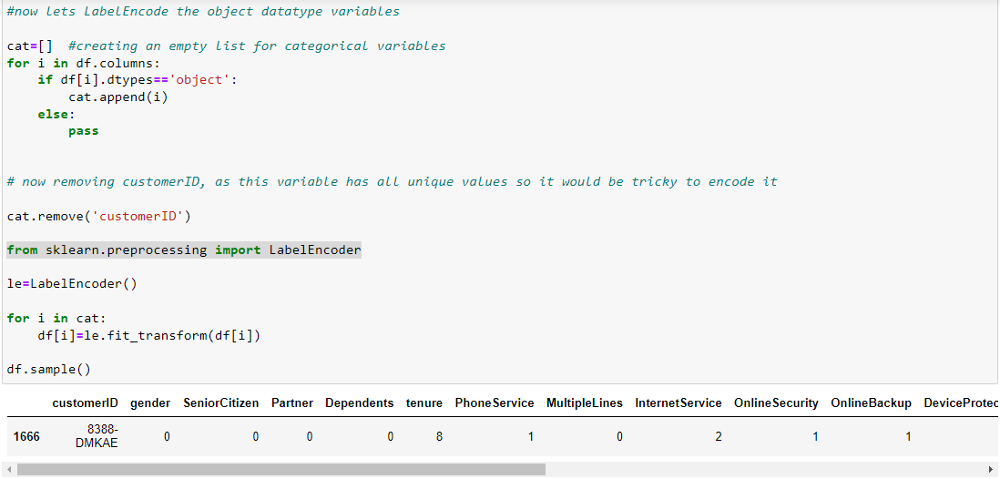 #now lets LabelEncode the object datatype variables
cat=[]  #creating an empty list for categorical variables
for i in df.columns:
    if df[i].dtypes=='object':
        cat.append(i)
    else:
        pass
# now removing customerID, as this variable has all unique values so it would be tricky to encode it
cat.remove('customerID')
from sklearn.preprocessing import LabelEncoder
le=LabelEncoder()
for i in cat:
    df[i]=le.fit_transform(df[i])
df.sample()
customerID gender SeniorCitizen Partner Dependents tenure PhoneService MultipleLines InternetService OnlineSecurity OnlineBackup DeviceProtec
1666 8388-DMKAE 0 0 0 0 8 1 0 2 1 1